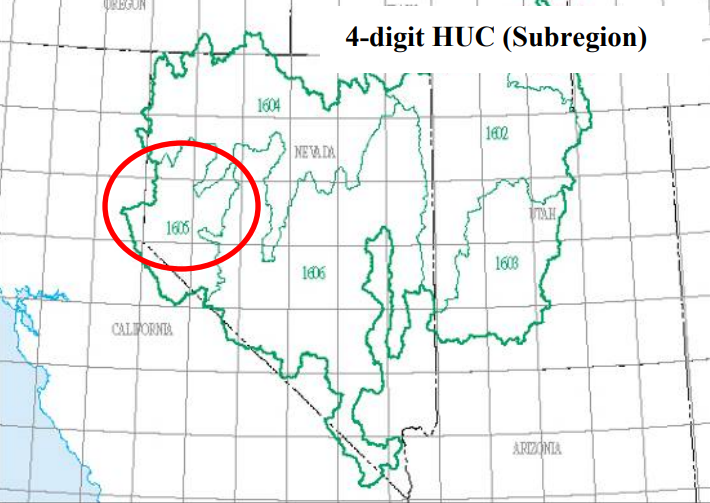 OREGON
4-digit HUC (Subregion)
1604
1602
NEVADA
UTAH
1605
1603
1606
CALIFORNIA
ARIZONA